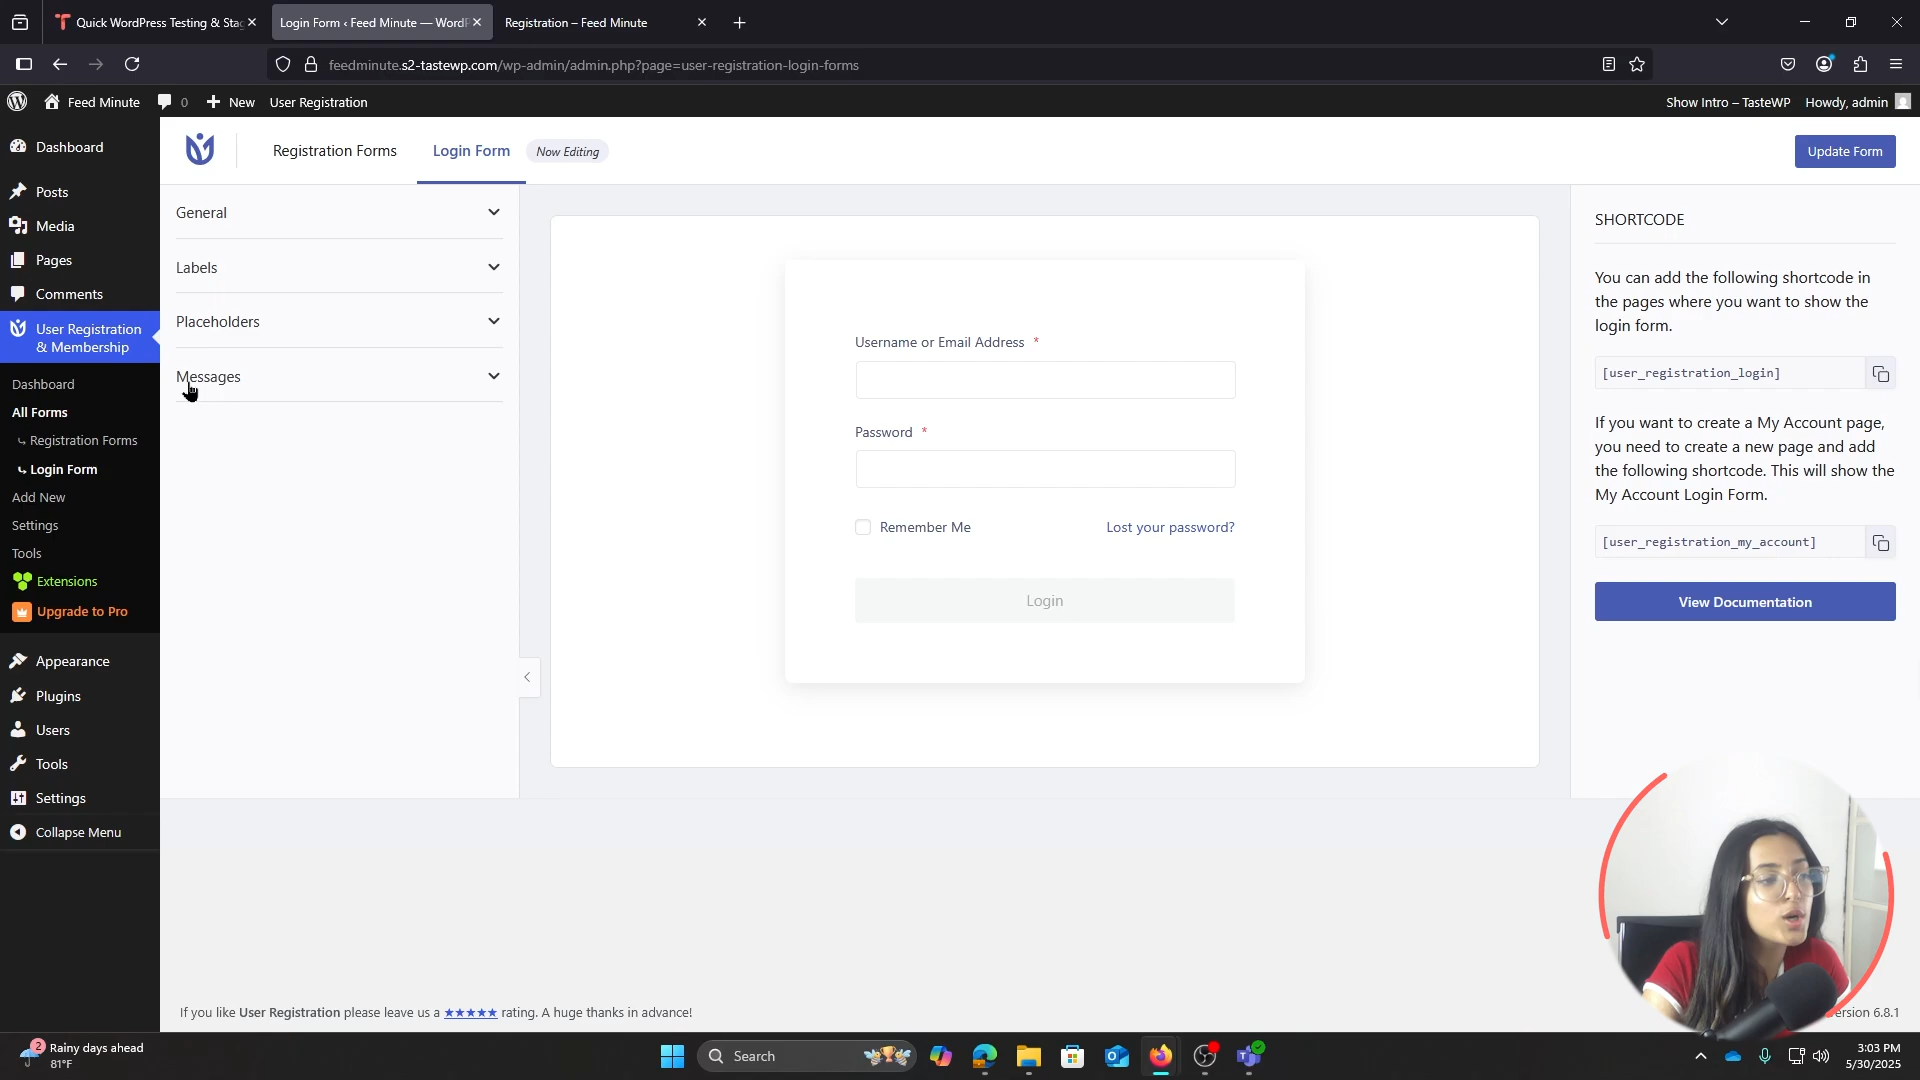 Quick WordPress Testing & Sta
Login Form ‹ Feed Minute — WordP
Registration – Feed Minute
feedminute.s2-tastewp.com/wp-admin/admin.php?page=user-registration-login-forms
Feed Minute
0
New
User Registration
Show Intro – TasteWP
Howdy, admin
Dashboard
Posts
Media
Pages
Comments
User Registration
& Membership
Dashboard
All Forms
Registration Forms
Login Form
Add New
Settings
Tools
Extensions
Upgrade to Pro
Appearance
Plugins
Users
Tools
Settings
Collapse Menu
Registration Forms
Login Form
Now Editing
Update Form
General
Labels
Placeholders
Messages
Username or Email Address *
Password *
Remember Me
Lost your password?
Login
SHORTCODE
You can add the following shortcode in
the pages where you want to show the
login form.
[user_registration_login]
If you want to create a My Account page,
you need to create a new page and add
the following shortcode. This will show the
My Account Login Form.
[user_registration_my_account]
View Documentation
If you like User Registration please leave us a ★★★★★ rating. A huge thanks in advance!
ersion 6.8.1
2
Rainy days ahead
81°F
Search
3:03 PM
5/30/2025